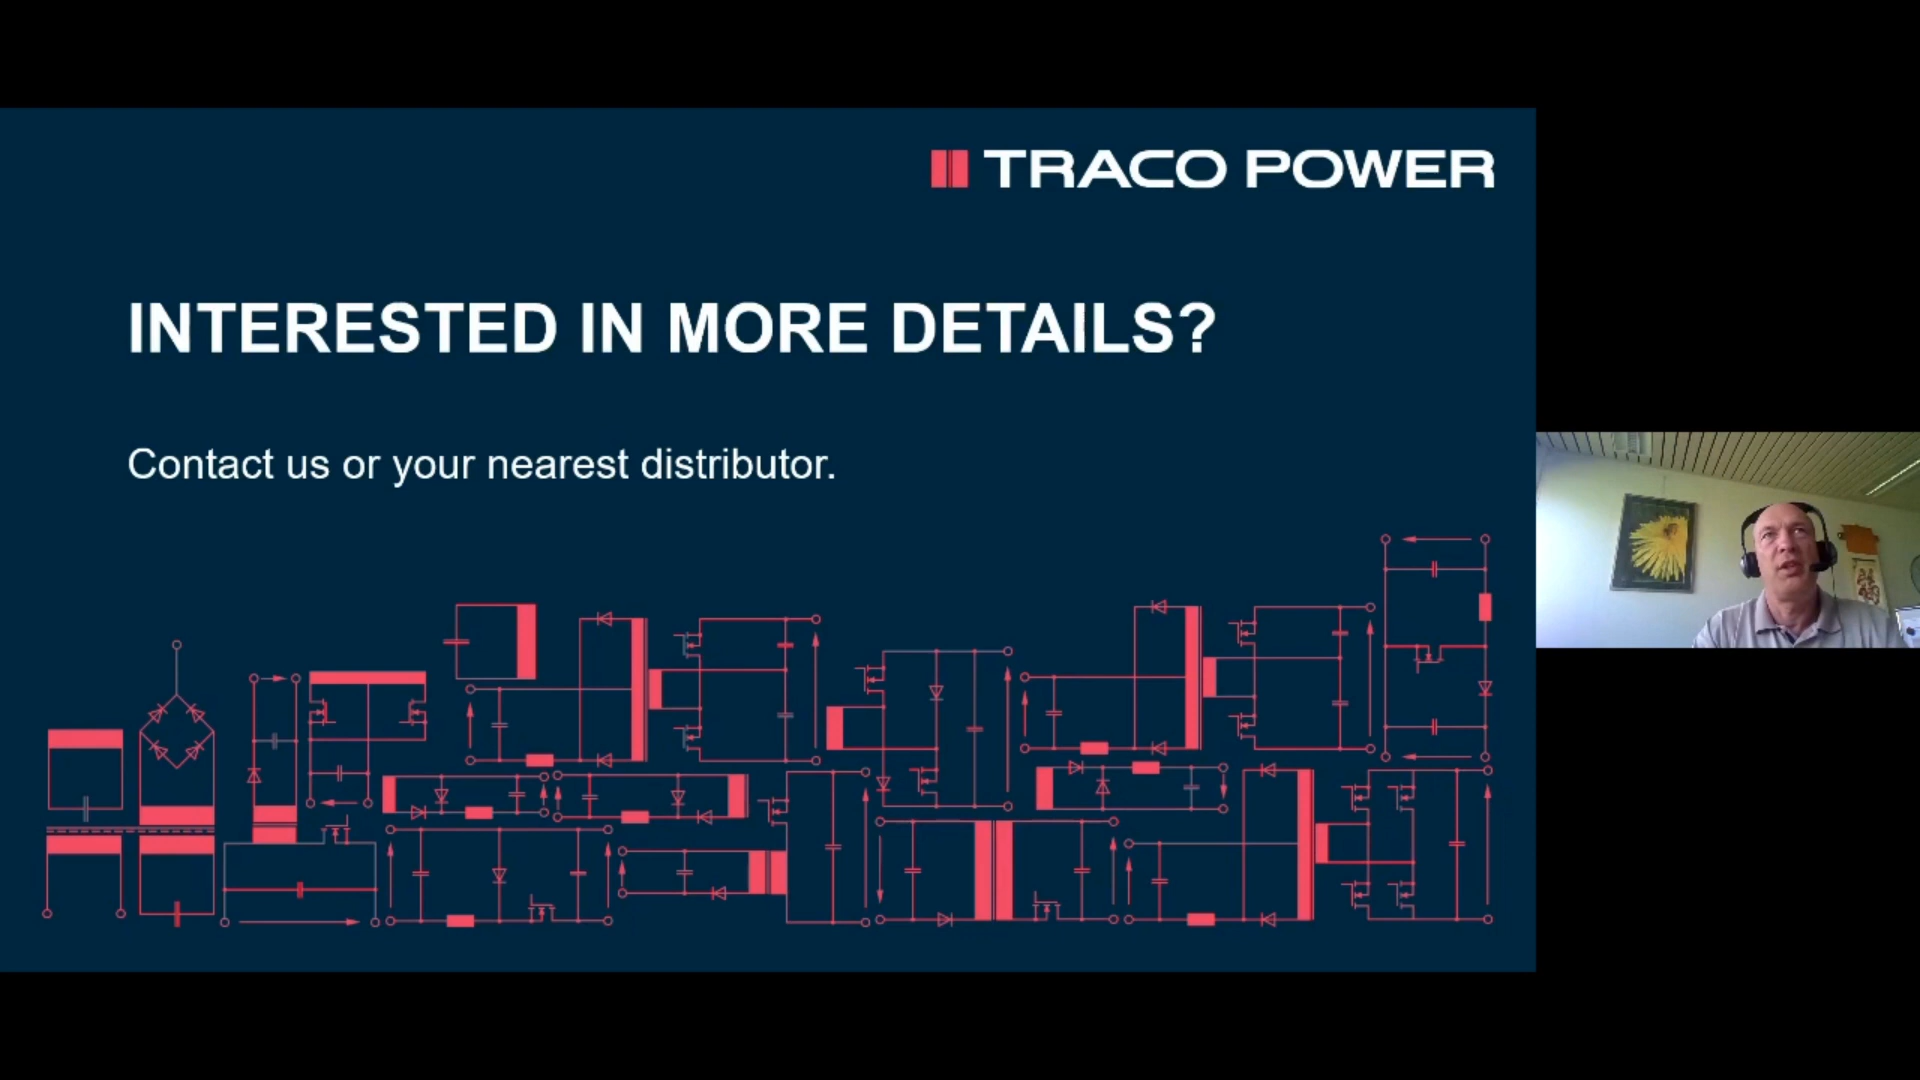 TRACO POWER
INTERESTED IN MORE DETAILS?
Contact us or your nearest distributor.